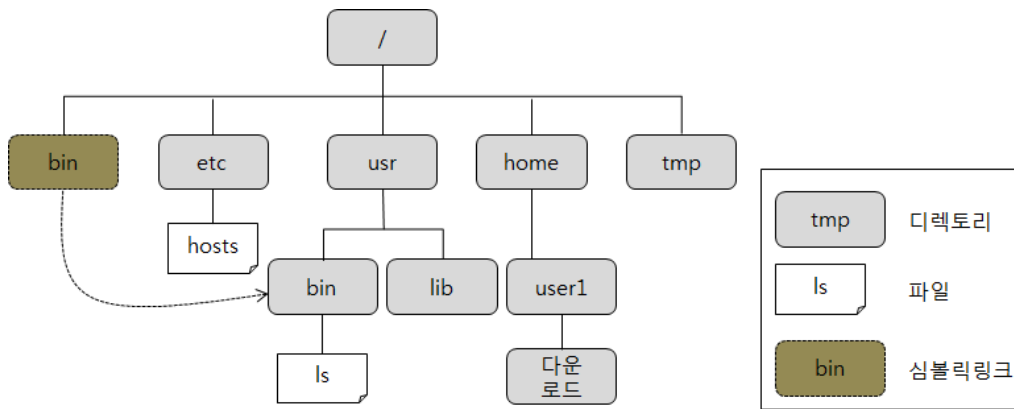 /
bin
etc
usr
home
tmp
hosts
bin
lib
user1
ls
다운
로드
tmp
디렉토리
ls
파일
bin
심볼릭링크